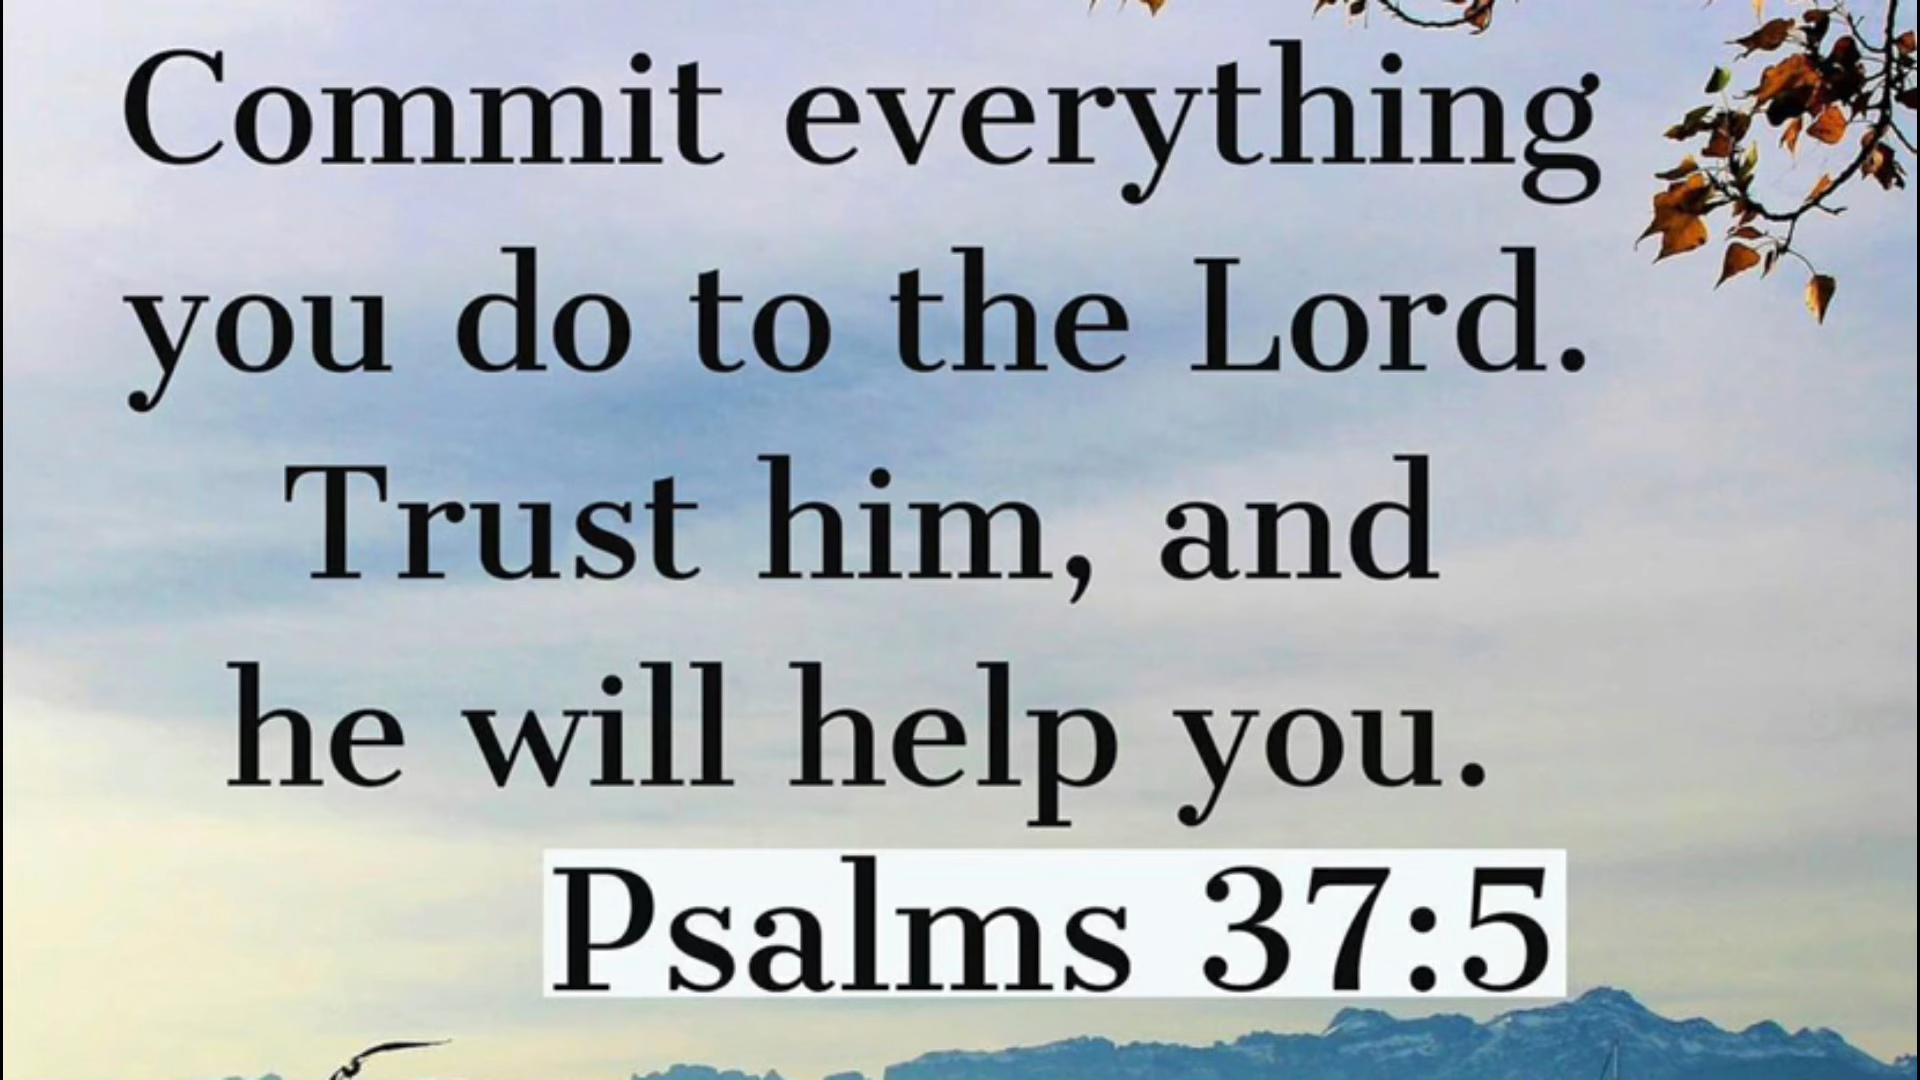 Commit everything
you do to the Lord.
Trust him, and
he will help you.
Psalms 37:5